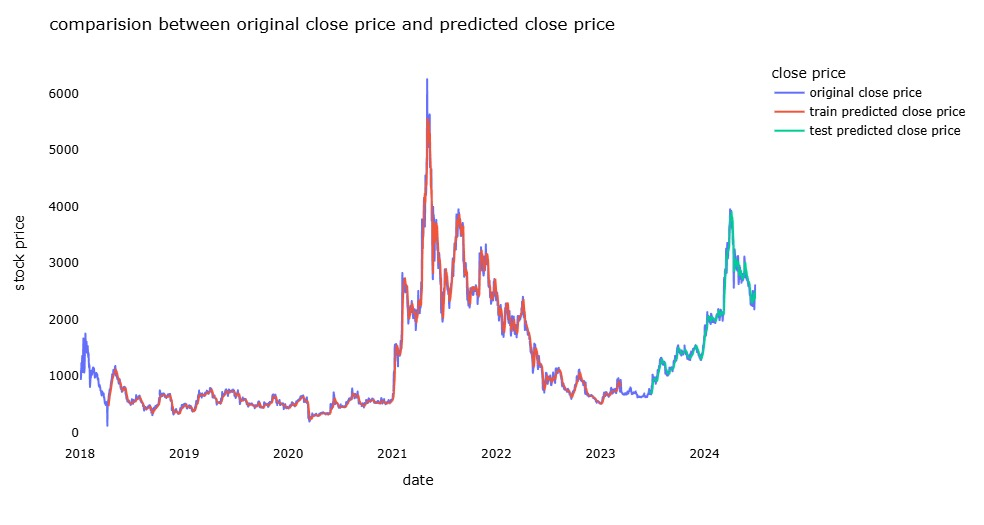 comparision between original close price and predicted close price
close price
original close price
train predicted close price
test predicted close price
stock price
6000
5000
4000
3000
2000
1000
0
2018 2019 2020 2021 2022 2023 2024
date